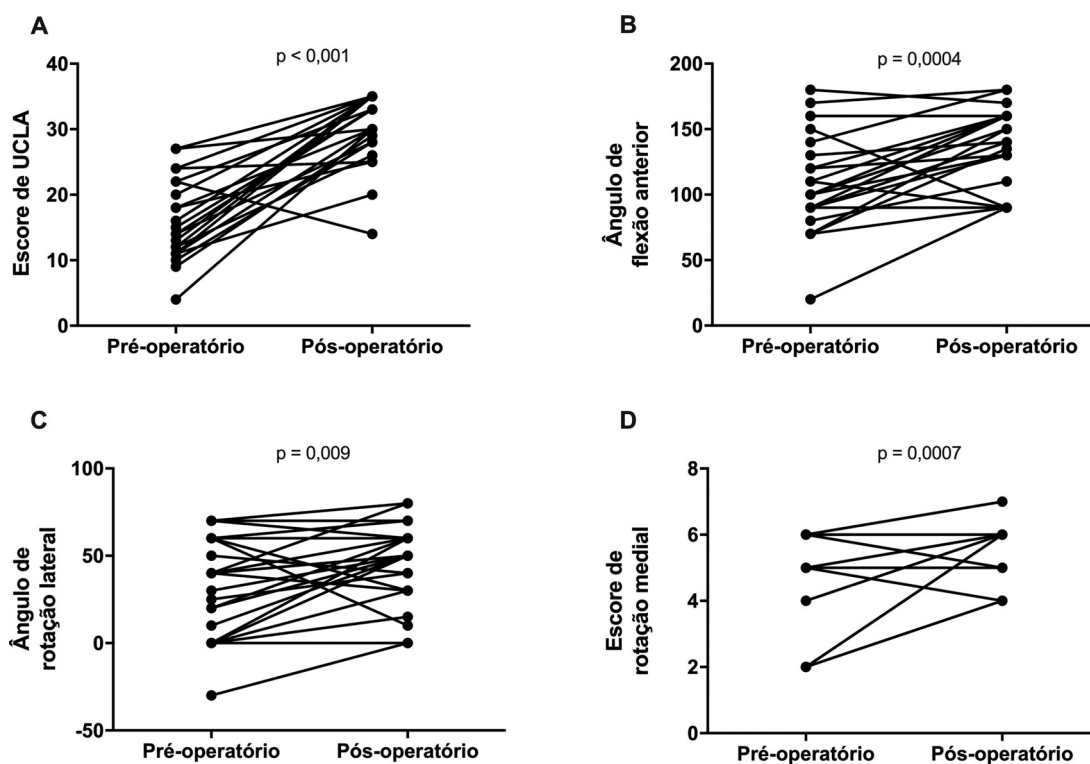 A
p < 0,001
Escore de UCLA
40
30
20
10
0
Pré-operatório
Pós-operatório
B
p = 0,0004
Ângulo de
flexão anterior
200
150
100
50
0
Pré-operatório
Pós-operatório
C
p = 0,009
Ângulo de
rotação lateral
100
50
0
-50
Pré-operatório
Pós-operatório
D
p = 0,0007
Escore de
rotação medial
8
6
4
2
0
Pré-operatório
Pós-operatório